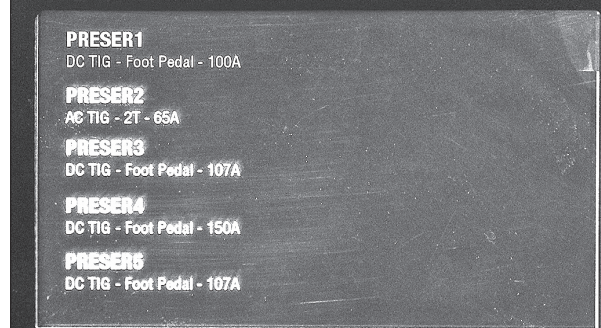 PRESER1
DC TIG - Foot Pedal - 100A
PRESER2
AC TIG - 2T - 65A
PRESER3
DC TIG - Foot Pedal - 107A
PRESER4
DC TIG - Foot Pedal - 150A
PRESER5
DC TIG - Foot Pedal - 107A